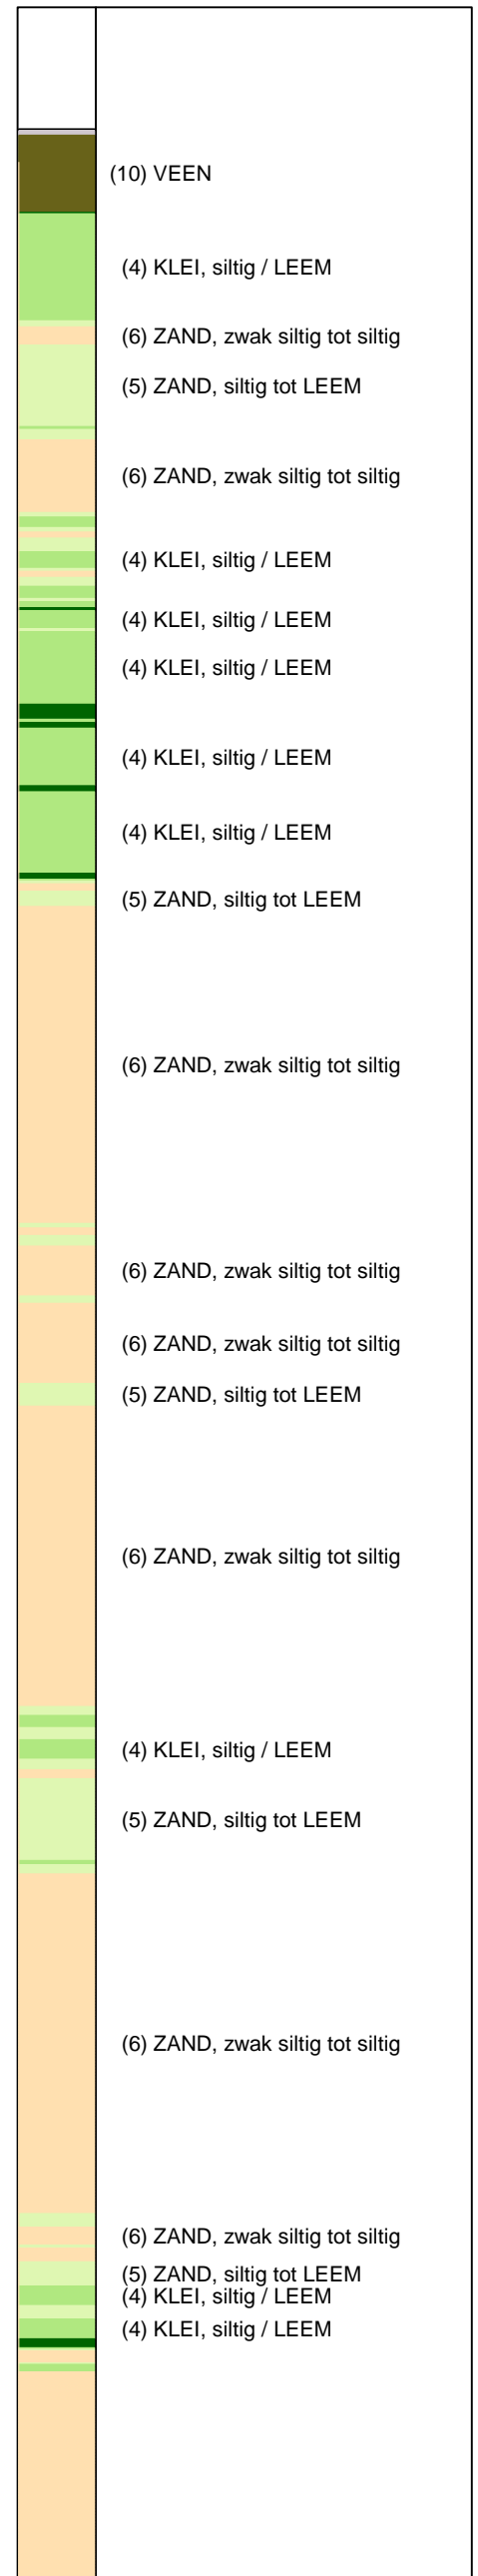 (10) VEEN
(4) KLEI, siltig / LEEM
(6) ZAND, zwak siltig tot siltig
(5) ZAND, siltig tot LEEM
(6) ZAND, zwak siltig tot siltig
(4) KLEI, siltig / LEEM
(4) KLEI, siltig / LEEM
(4) KLEI, siltig / LEEM
(4) KLEI, siltig / LEEM
(4) KLEI, siltig / LEEM
(5) ZAND, siltig tot LEEM
(6) ZAND, zwak siltig tot siltig
(6) ZAND, zwak siltig tot siltig
(6) ZAND, zwak siltig tot siltig
(5) ZAND, siltig tot LEEM
(6) ZAND, zwak siltig tot siltig
(4) KLEI, siltig / LEEM
(5) ZAND, siltig tot LEEM
(6) ZAND, zwak siltig tot siltig
(6) ZAND, zwak siltig tot siltig
(5) ZAND, siltig tot LEEM
(4) KLEI, siltig / LEEM
(4) KLEI, siltig / LEEM